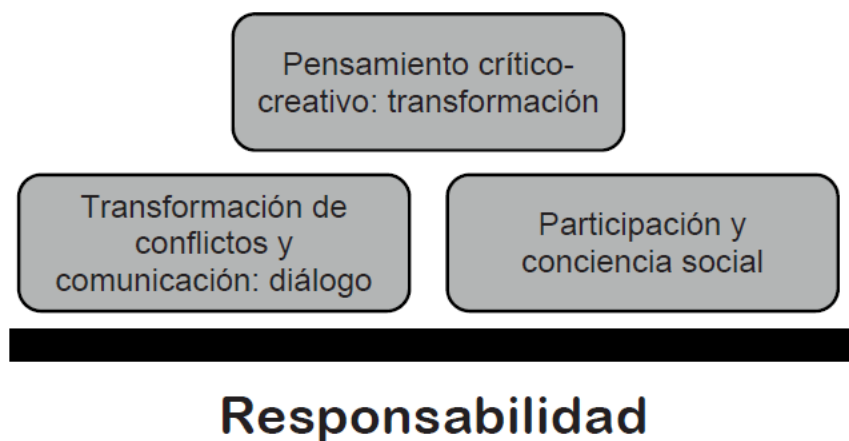 Pensamiento crítico-
creativo: transformación
Transformación de
conflictos y
comunicación: diálogo
Participación y
conciencia social
Responsabilidad